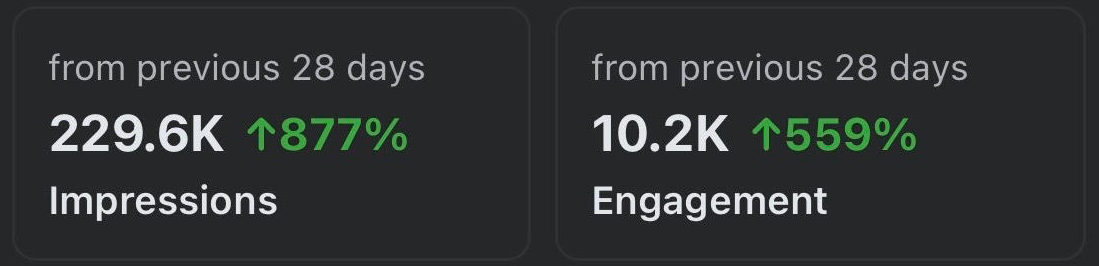 from previous 28 days
229.6K ↑877%
Impressions
from previous 28 days
10.2K ↑559%
Engagement